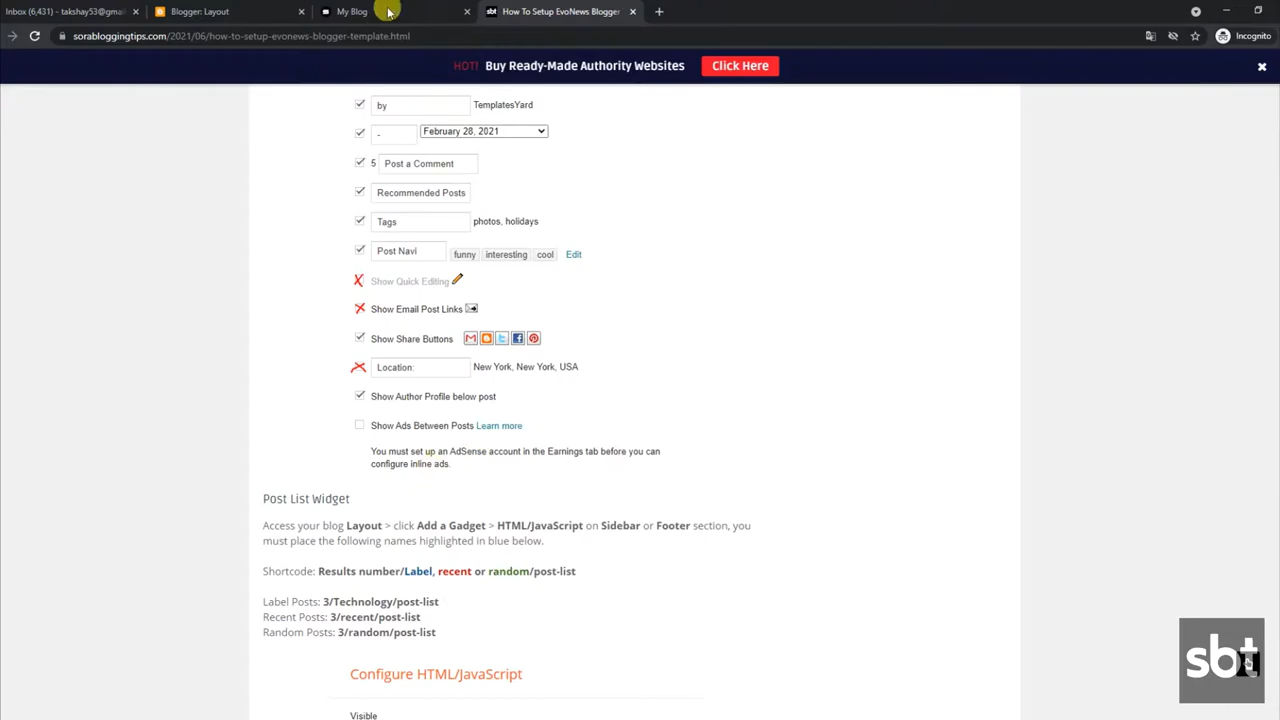 Inbox (6,431) - takshay53@gmail
Blogger: Layout
My Blog
sbt How To Setup EvoNews Blogger
sorabloggingtips.com/2021/06/how-to-setup-evonews-blogger-template.html
Incognito
HOT! Buy Ready-Made Authority Websites Click Here
by TemplatesYard
- February 28, 2021
5 Post a Comment
Recommended Posts
Tags photos, holidays
Post Navi funny interesting cool Edit
Show Quick Editing
Show Email Post Links
Show Share Buttons
Location: New York, New York, USA
Show Author Profile below post
Show Ads Between Posts Learn more
You must set up an AdSense account in the Earnings tab before you can
configure inline ads.
Post List Widget
Access your blog Layout > click Add a Gadget > HTML/JavaScript on Sidebar or Footer section, you
must place the following names highlighted in blue below.
Shortcode: Results number/Label, recent or random/post-list
Label Posts: 3/Technology/post-list
Recent Posts: 3/recent/post-list
Random Posts: 3/random/post-list
Configure HTML/JavaScript
Visible
sbt